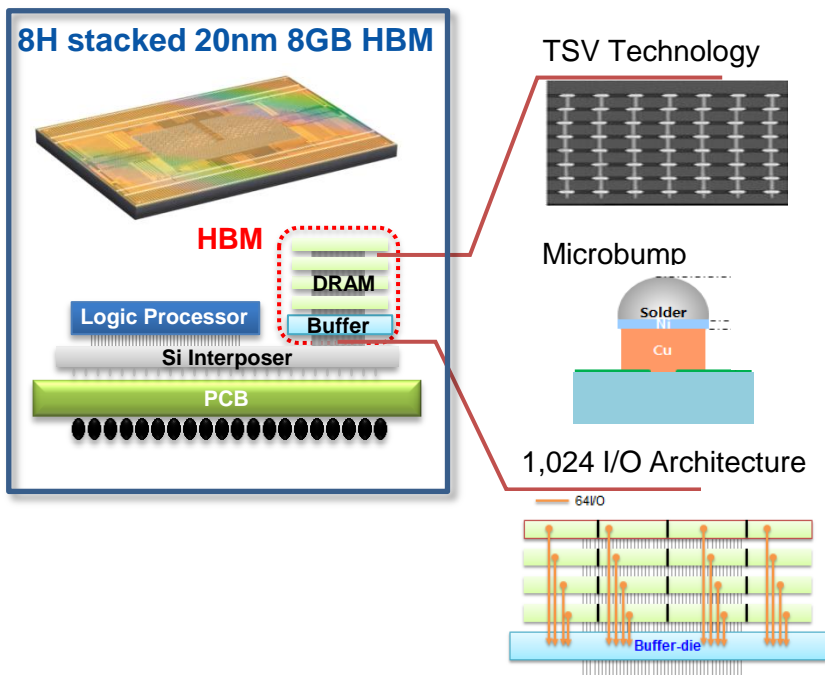 8H stacked 20nm 8GB HBM
HBM
DRAM
Logic Processor
Buffer
Si Interposer
PCB
TSV Technology
Microbump
Solder
Ni
Cu
1,024 I/O Architecture
64I/O
Buffer-die